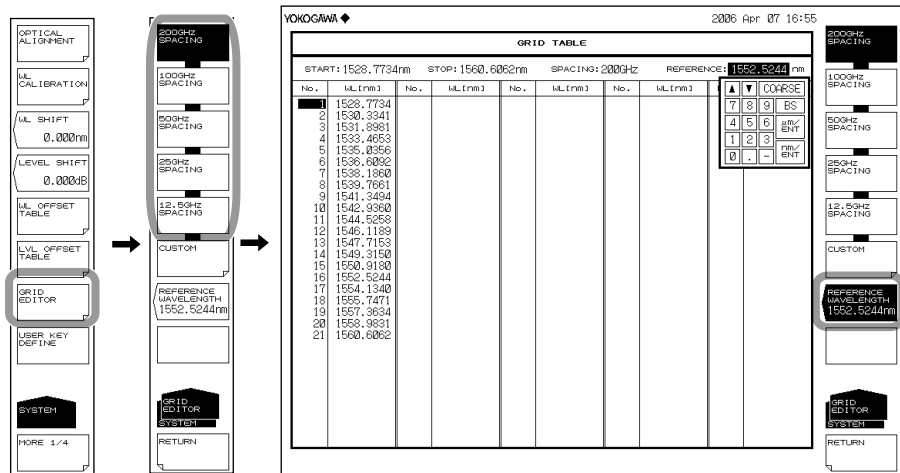 OPTICAL
ALIGNMENT
WL
CALIBRATION
WL SHIFT
0.000nm
LEVEL SHIFT
0.000dB
WL OFFSET
TABLE
LVL OFFSET
TABLE
GRID
EDITOR
USER KEY
DEFINE
SYSTEM
MORE 1/4
200GHz
SPACING
100GHz
SPACING
50GHz
SPACING
25GHz
SPACING
12.5GHz
SPACING
CUSTOM
REFERENCE
WAVELENGTH
1552.5244nm
GRID
EDITOR
SYSTEM
RETURN
YOKOGAWA ◆ 2006 Apr 07 16:55
GRID TABLE
START:1528.7734nm STOP:1560.6062nm SPACING:200GHz REFERENCE:1552.5244 nm
No. WL[nm] No. WL[nm] No. WL[nm] No. WL[nm]
1 1528.7734
2 1530.3341
3 1531.8981
4 1533.4653
5 1535.0356
6 1536.6092
7 1538.1860
8 1539.7661
9 1541.3494
10 1542.9360
11 1544.5258
12 1546.1189
13 1547.7153
14 1549.3150
15 1550.9180
16 1552.5244
17 1554.1340
18 1555.7471
19 1557.3634
20 1558.9831
21 1560.6062
▲ ▼ COARSE
7 8 9 BS
4 5 6 μm/
ENT
1 2 3 nm/
ENT
0 . -
200GHz
SPACING
100GHz
SPACING
50GHz
SPACING
25GHz
SPACING
12.5GHz
SPACING
CUSTOM
REFERENCE
WAVELENGTH
1552.5244nm
GRID
EDITOR
SYSTEM
RETURN